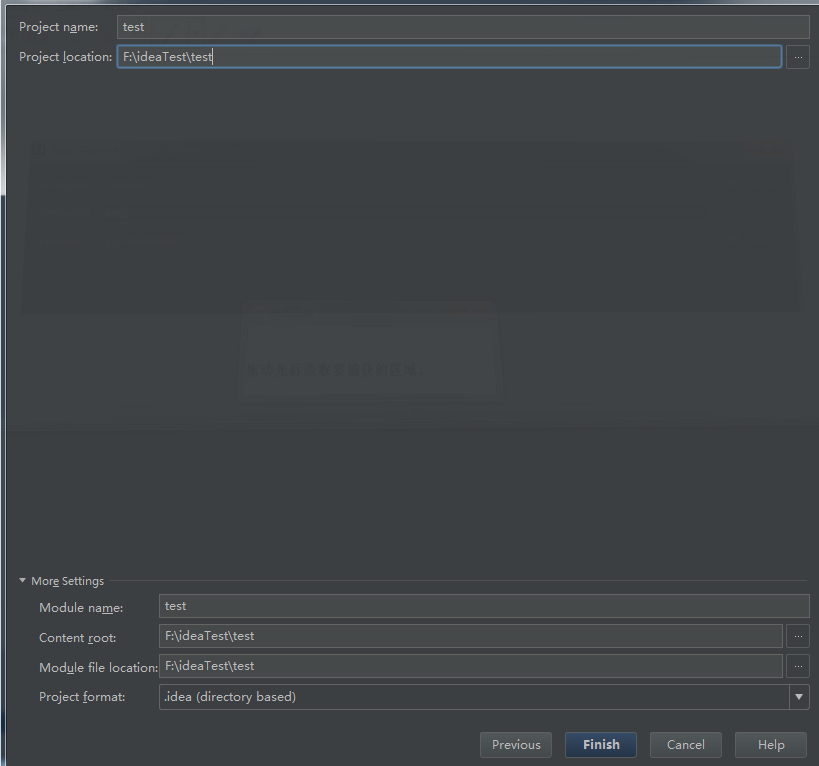 Project name: test
Project location: F:\ideaTest\test
...
More Settings
Module name: test
Content root: F:\ideaTest\test
...
Module file location: F:\ideaTest\test
...
Project format: .idea (directory based)
Previous Finish Cancel Help